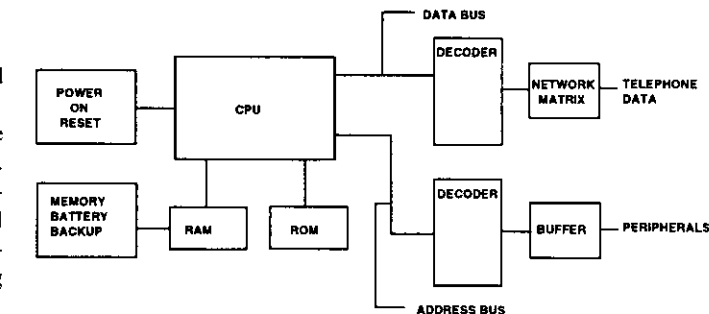 DATA BUS
DECODER
POWER
ON
RESET
CPU
NETWORK
MATRIX
TELEPHONE
DATA
MEMORY
BATTERY
BACKUP
RAM
ROM
DECODER
BUFFER
PERIPHERALS
ADDRESS BUS